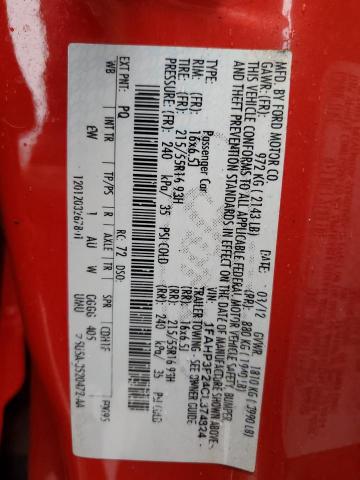 MFD. BY FORD MOTOR CO.
DATE: 01/12 GVWR: 1810 KG ( 3990 LB)
GAWR: (FR) 972 KG ( 2143 LB) (RR) 880 KG ( 1940 LB)
THIS VEHICLE CONFORMS TO ALL APPLICABLE FEDERAL MOTOR VEHICLE SAFETY, BUMPER
AND THEFT PREVENTION STANDARDS IN EFFECT ON THE DATE OF MANUFACTURE SHOWN ABOVE.
VIN: 1FAHP3F24CL374924
TYPE: Passenger Car TRAILER TOWING - SEE OWNER GUIDE
RIM: (FR) 16x6.5J (RR) 16x6.5J
TIRE: (FR) 215/55R16 93H (RR) 215/55R16 93H
PRESSURE: (FR) 240 kPa/ 35 PSI COLD (RR) 240 kPa/ 35 PSI COLD
EXT PNT: PQ RC: 72 DSO:
WB INT TR TP/PS R AXLE TR SPR
EW 1 AU W GGGG 405
UMU